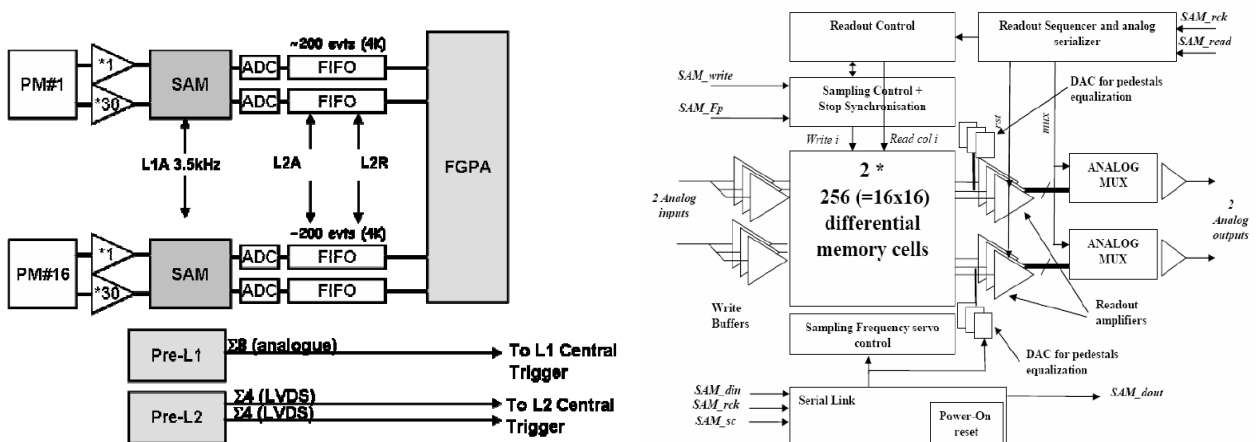 ~200 evts (4K)
PM#1
*1
*30
SAM
ADC
FIFO
ADC
FIFO
L1A 3.5kHz
L2A
L2R
FGPA
~200 evts (4K)
PM#16
*1
*30
SAM
ADC
FIFO
ADC
FIFO
Pre-L1
Σ8 (analogue)
To L1 Central
Trigger
Pre-L2
Σ4 (LVDS)
Σ4 (LVDS)
To L2 Central
Trigger
Readout Control
Readout Sequencer and analog
serializer
SAM_rck
SAM_read
SAM_write
SAM_Fp
Sampling Control +
Stop Synchronisation
DAC for pedestals
equalization
Write i
Read col i
rst
mux
2 Analog
inputs
2 *
256 (=16x16)
differential
memory cells
ANALOG
MUX
ANALOG
MUX
2
Analog
outputs
Write
Buffers
Readout
amplifiers
Sampling Frequency servo
control
DAC for pedestals
equalization
SAM_din
SAM_rck
SAM_sc
Serial Link
Power-On
reset
SAM_dout